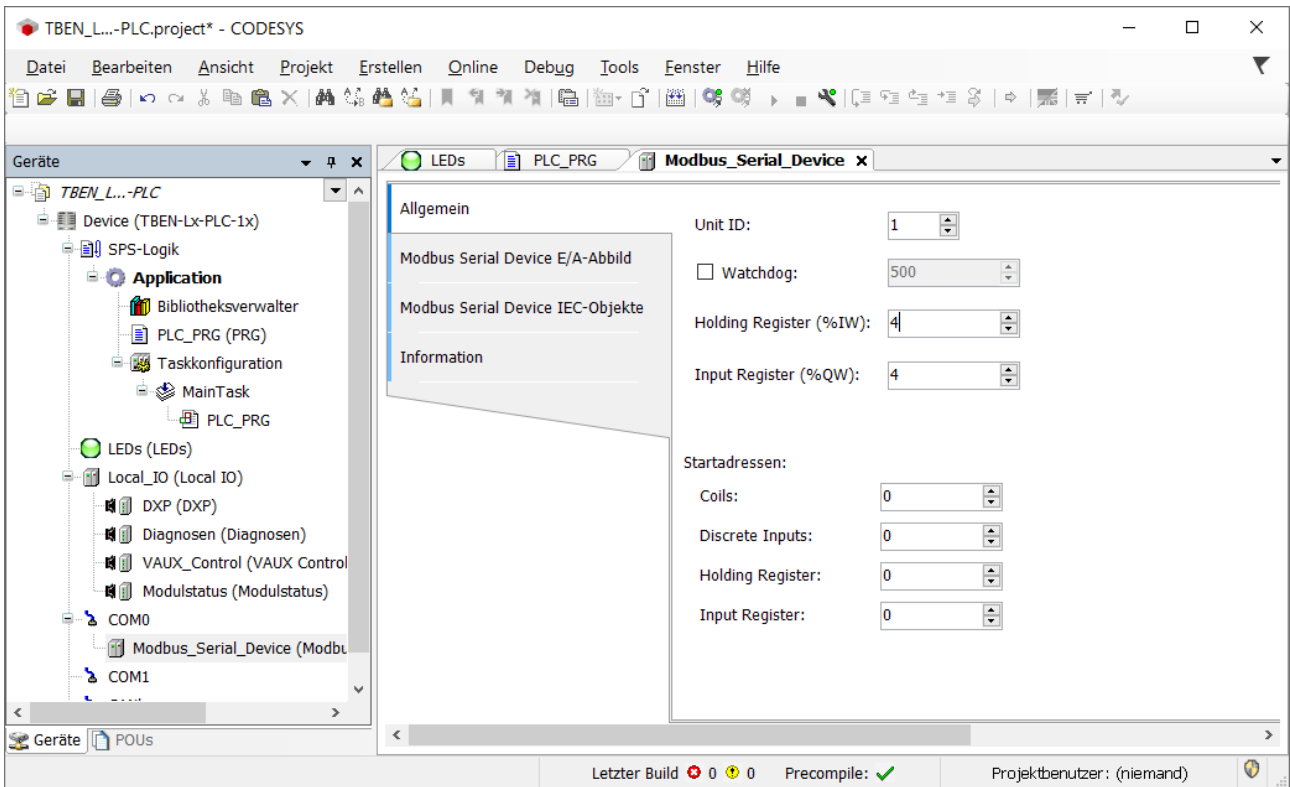 TBEN_L...-PLC.project* - CODESYS
Datei Bearbeiten Ansicht Projekt Erstellen Online Debug Tools Fenster Hilfe
Geräte
TBEN_L...-PLC
Device (TBEN-Lx-PLC-1x)
SPS-Logik
Application
Bibliotheksverwalter
PLC_PRG (PRG)
Taskkonfiguration
MainTask
PLC_PRG
LEDs (LEDs)
Local_IO (Local IO)
DXP (DXP)
Diagnosen (Diagnosen)
VAUX_Control (VAUX Control
Modulstatus (Modulstatus)
COM0
Modbus_Serial_Device (Modbu
COM1
Geräte POUs
LEDs PLC_PRG Modbus_Serial_Device
Allgemein
Modbus Serial Device E/A-Abbild
Modbus Serial Device IEC-Objekte
Information
Unit ID: 1
Watchdog: 500
Holding Register (%IW): 4
Input Register (%QW): 4
Startadressen:
Coils: 0
Discrete Inputs: 0
Holding Register: 0
Input Register: 0
Letzter Build 0 0 Precompile: Projektbenutzer: (niemand)